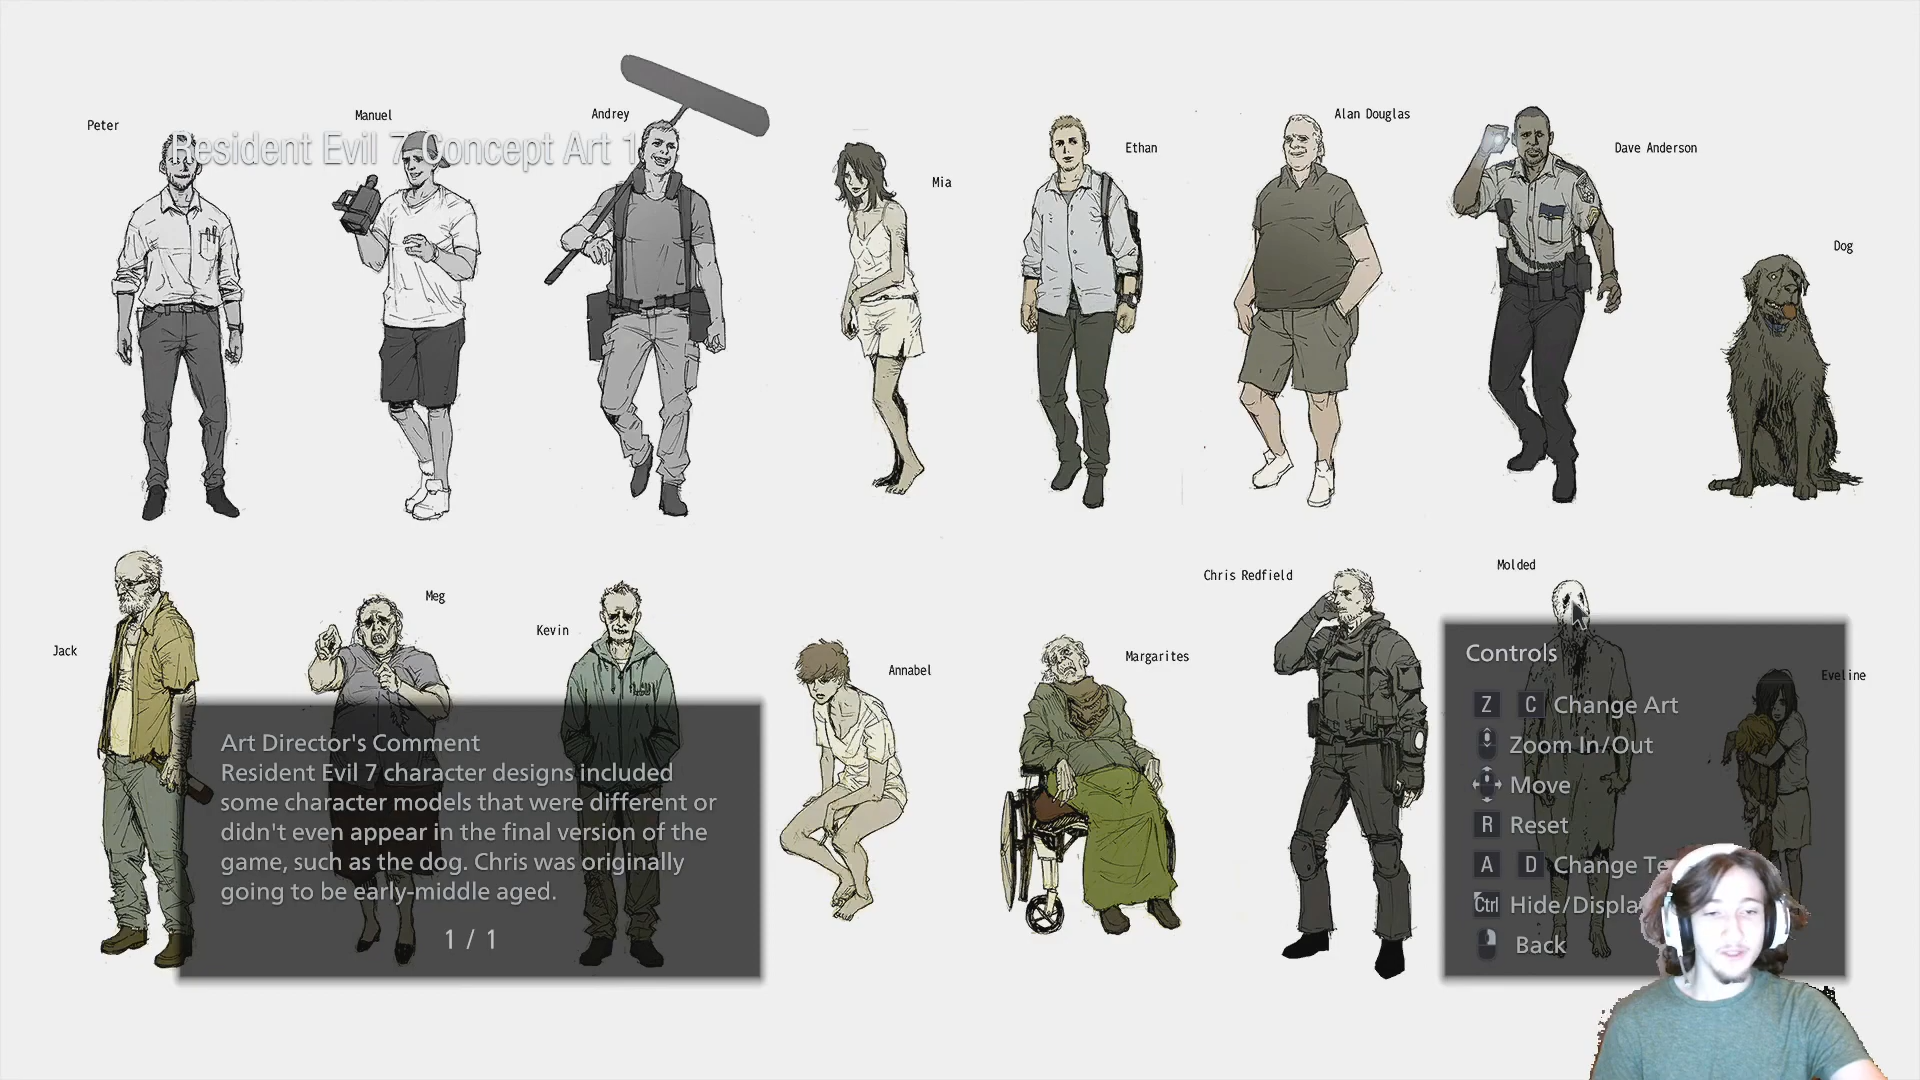 Peter
Manuel
Andrey
Resident Evil 7 Concept Art 1
Mia
Ethan
Alan Douglas
Dave Anderson
Dog
Jack
Meg
Kevin
Annabel
Margarites
Chris Redfield
Molded
Eveline
Art Director's Comment
Resident Evil 7 character designs included
some character models that were different or
didn't even appear in the final version of the
game, such as the dog. Chris was originally
going to be early-middle aged.
1 / 1
Controls
Z C Change Art
Zoom In/Out
Move
R Reset
A D Change Te
Ctrl Hide/Displa
Back